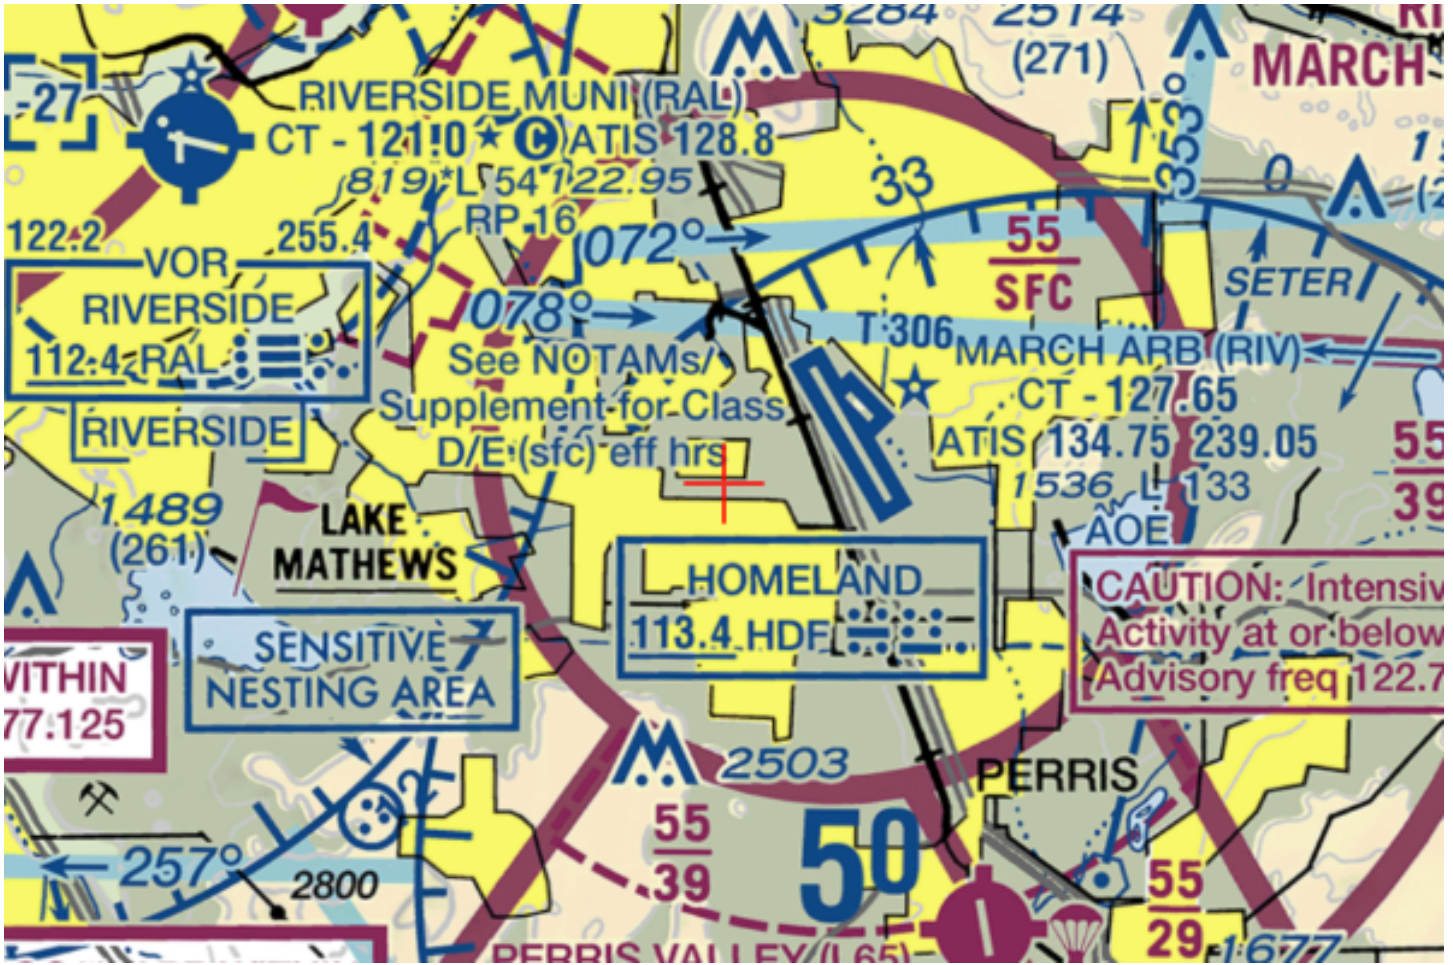 3284
2514
(271)
MARCH
-27
RIVERSIDE MUNI (RAL)
CT - 121.0 ★ C ATIS 128.8
819 *L 54 122.95
RP 16
353°
33
0
122.2
255.4
072°
55
SFC
VOR
RIVERSIDE
112.4 RAL
RIVERSIDE
078°
SETER
See NOTAMs/
Supplement for Class
D/E (sfc) eff hrs
T 306
MARCH ARB (RIV)
CT - 127.65
ATIS 134.75 239.05
1536 L 133
AOE
55
39
1489
(261)
LAKE
MATHEWS
HOMELAND
113.4 HDF
CAUTION: Intensiv
Activity at or below
Advisory freq 122.7
SENSITIVE
NESTING AREA
WITHIN
77.125
2503
PERRIS
12
55
39
50
257°
2800
55
29
1677
PERRIS VALLEY (L65)